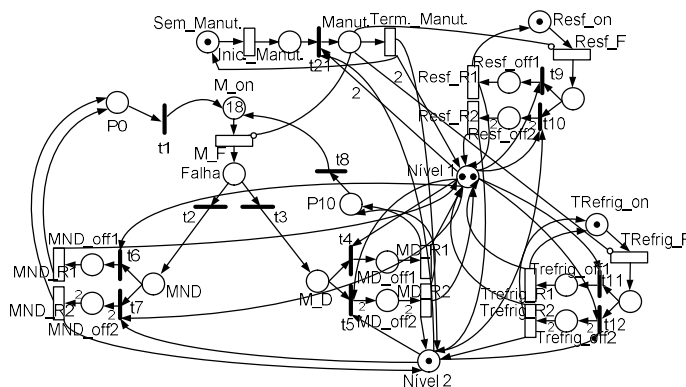 Sem_Manut.
Manut.
Term._Manut.
Resf_on
Inic_Manut.
t21
Resf_F
2
2
Resf_R1
Resf_off1
t9
M_on
18
P0
t1
Resf_R2
Resf_off2
t10
M_F
Falha
t8
Nível 1
t2
t3
P10
TRefrig_on
TRefrig_F
MND_off1
t6
t4
MD_R1
MND_R1
MD_off1
MND
M_D
Trefrig_off1
t11
Trefrig_R1
MND_R2
2
2
t7
2
2
MD_R2
MND_off2
t5
MD_off2
Trefrig_R2
2
2
t12
Trefrig_off2
Nível 2